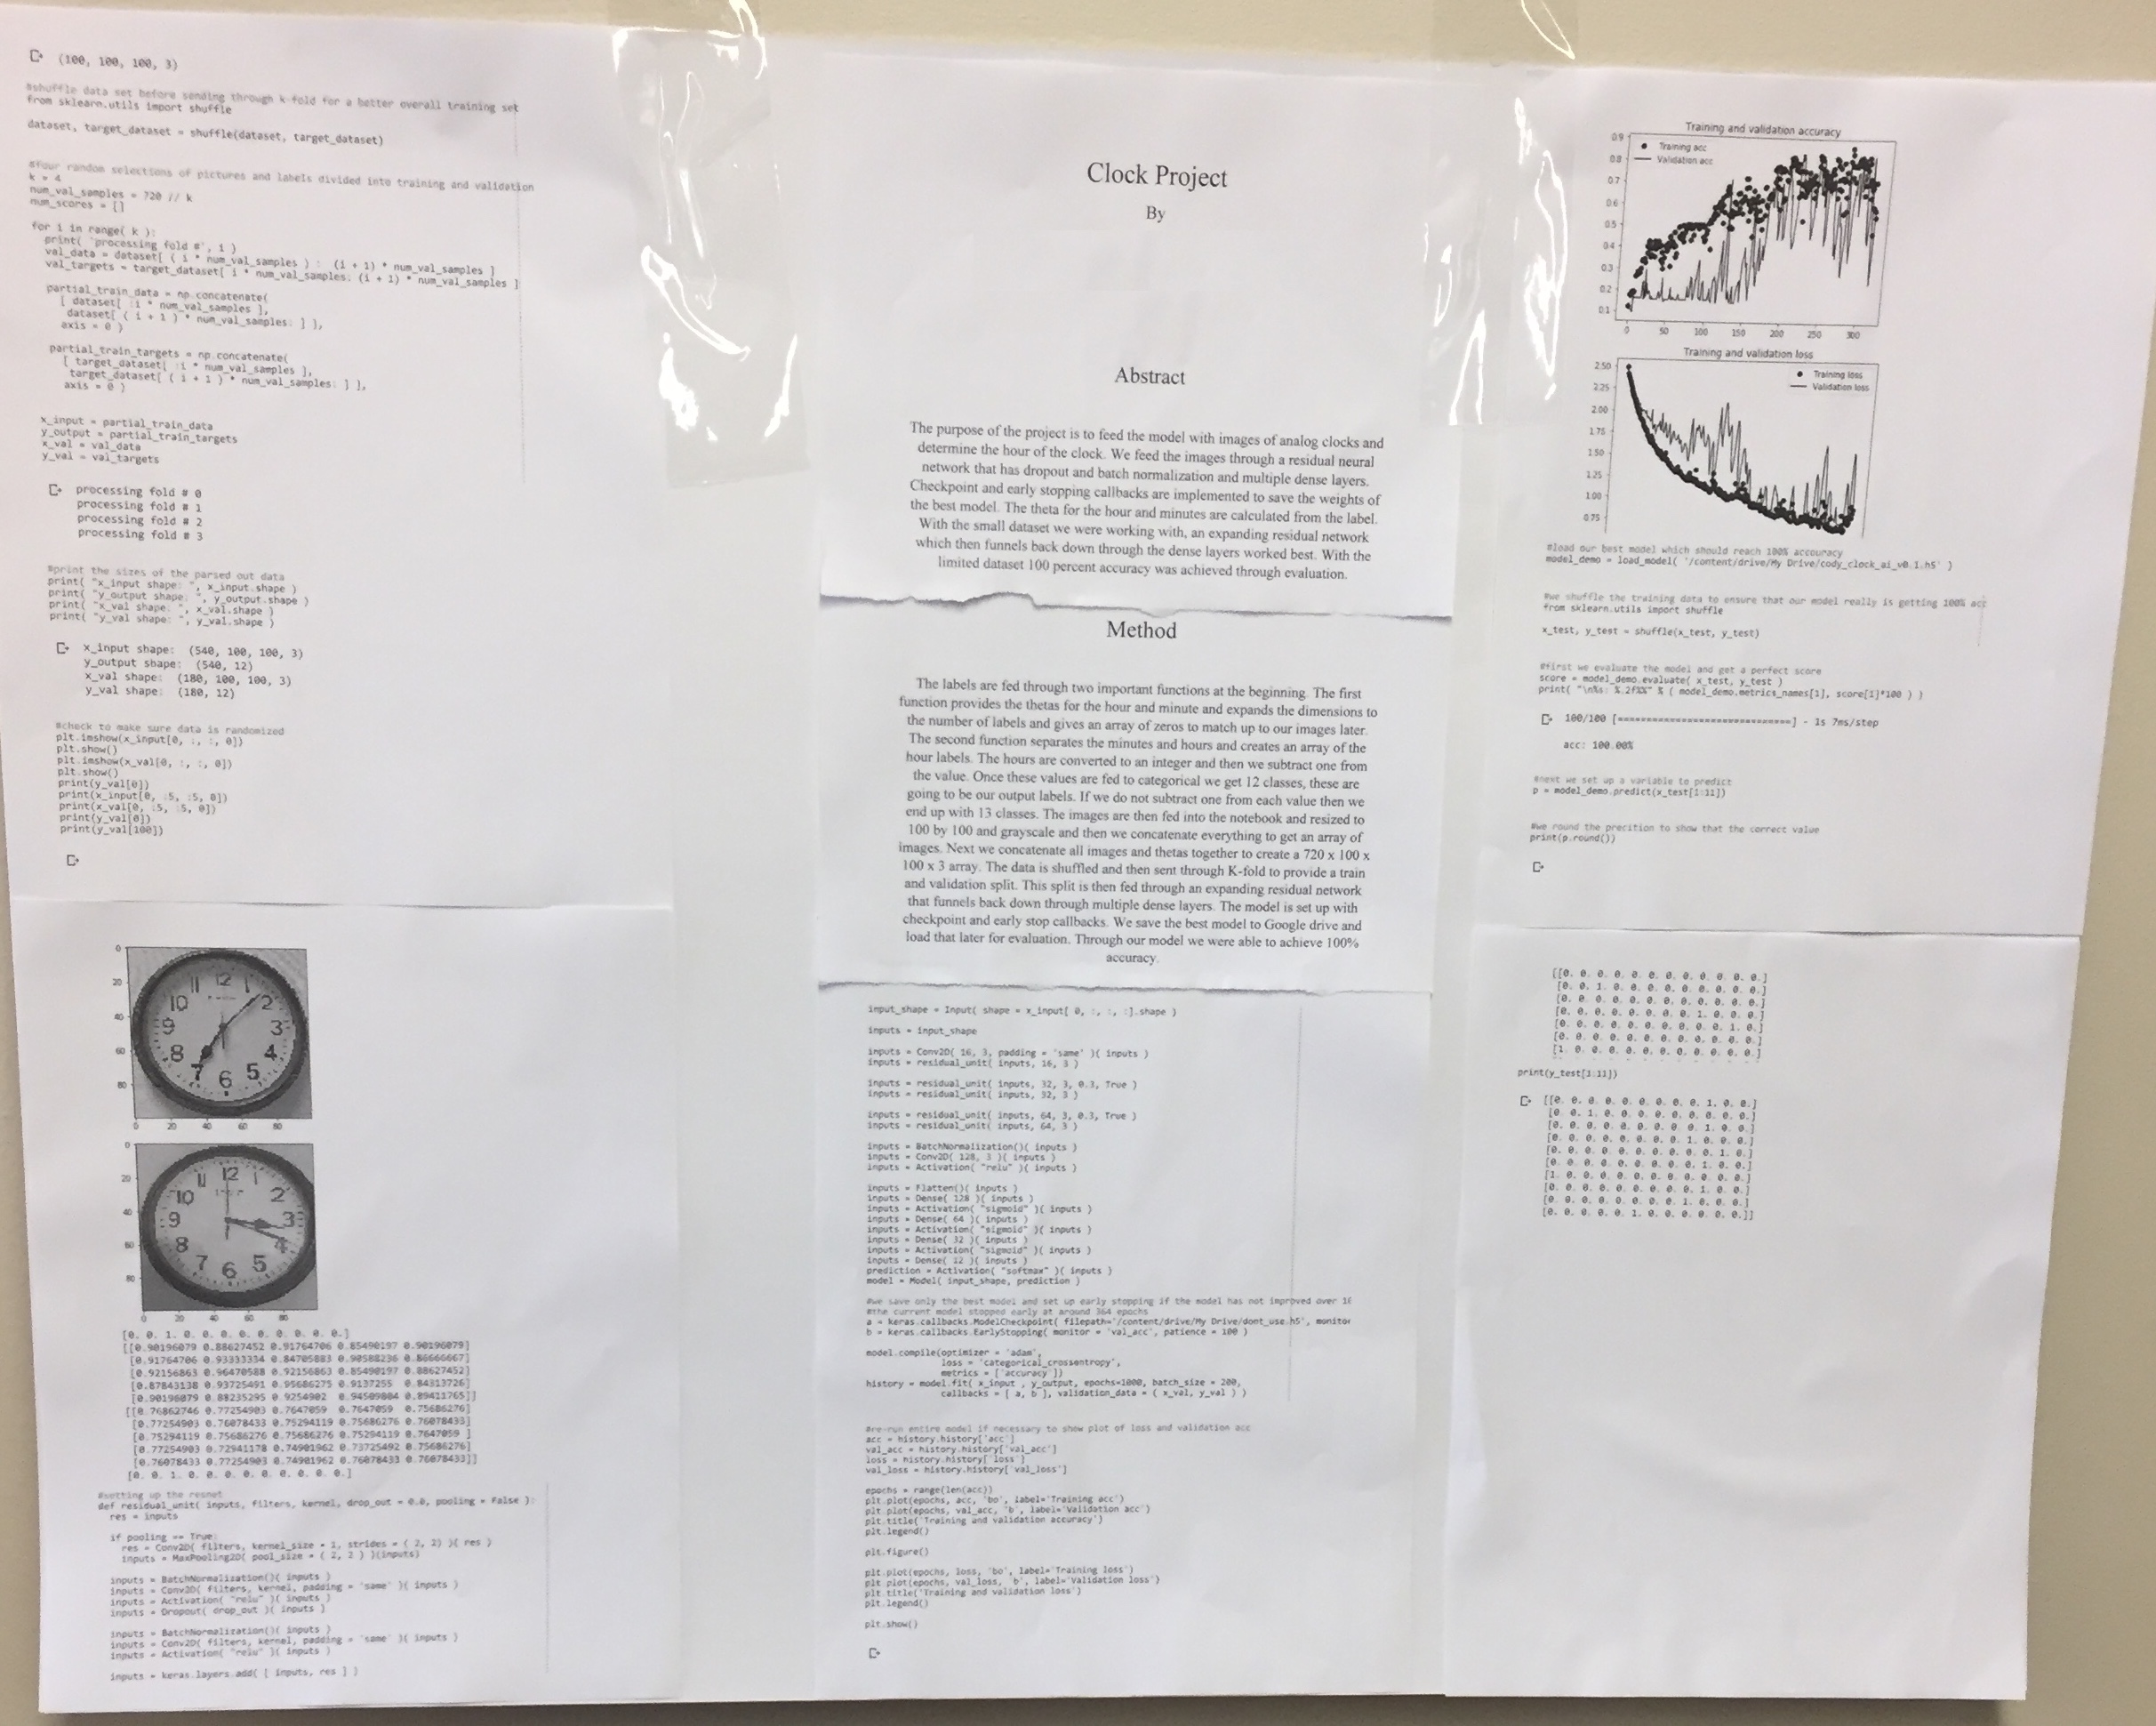 (100, 100, 100, 3)
#shuffle data set before sending through k-fold for a better overall training set
from sklearn.utils import shuffle
dataset, target_dataset = shuffle(dataset, target_dataset)
#four random selections of pictures and labels divided into training and validation
k = 4
num_val_samples = 720 // k
num_scores = []
for i in range( k ):
print( 'processing fold #', i )
val_data = dataset[ ( i * num_val_samples ) : (i + 1) * num_val_samples ]
val_targets = target_dataset[ i * num_val_samples: (i + 1) * num_val_samples ]
partial_train_data = np.concatenate(
[ dataset[ :i * num_val_samples ],
dataset[ ( i + 1 ) * num_val_samples: ] ],
axis = 0 )
partial_train_targets = np.concatenate(
[ target_dataset[ :i * num_val_samples ],
target_dataset[ ( i + 1 ) * num_val_samples: ] ],
axis = 0 )
x_input = partial_train_data
y_output = partial_train_targets
x_val = val_data
y_val = val_targets
processing fold # 0
processing fold # 1
processing fold # 2
processing fold # 3
#print the sizes of the parsed out data
print( "x_input shape: ", x_input.shape )
print( "y_output shape: ", y_output.shape )
print( "x_val shape: ", x_val.shape )
print( "y_val shape: ", y_val.shape )
x_input shape: (540, 100, 100, 3)
y_output shape: (540, 12)
x_val shape: (180, 100, 100, 3)
y_val shape: (180, 12)
#check to make sure data is randomized
plt.imshow(x_input[0, :, :, 0])
plt.show()
plt.imshow(x_val[0, :, :, 0])
plt.show()
print(y_val[0])
print(x_input[0, :5, :5, 0])
print(x_val[0, :5, :5, 0])
print(y_val[0])
print(y_val[100])
0
20
40
60
80
12
1
2
3
4
5
6
7
8
9
10
11
0 20 40 60 80
0
20
40
60
80
12
2
3
4
5
6
7
8
9
10
11
0 20 40 60 80
[0. 0. 1. 0. 0. 0. 0. 0. 0. 0. 0. 0.]
[[0.90196079 0.88627452 0.91764706 0.85490197 0.90196079]
[0.91764706 0.93333334 0.84705883 0.90588236 0.86666667]
[0.92156863 0.96470588 0.92156863 0.85490197 0.88627452]
[0.87843138 0.93725491 0.95686275 0.9137255 0.84313726]
[0.90196079 0.88235295 0.9254902 0.94509804 0.89411765]]
[[0.76862746 0.77254903 0.7647059 0.7647059 0.75686276]
[0.77254903 0.76078433 0.75294119 0.75686276 0.76078433]
[0.75294119 0.75686276 0.75686276 0.75294119 0.7647059 ]
[0.77254903 0.72941178 0.74901962 0.73725492 0.75686276]
[0.76078433 0.77254903 0.74901962 0.76078433 0.76078433]]
[0. 0. 1. 0. 0. 0. 0. 0. 0. 0. 0. 0.]
#setting up the resnet
def residual_unit( inputs, filters, kernel, drop_out = 0.0, pooling = False ):
res = inputs
if pooling == True:
res = Conv2D( filters, kernel_size = 1, strides = ( 2, 2) )( res )
inputs = MaxPooling2D( pool_size = ( 2, 2 ) )(inputs)
inputs = BatchNormalization()( inputs )
inputs = Conv2D( filters, kernel, padding = 'same' )( inputs )
inputs = Activation( "relu" )( inputs )
inputs = Dropout( drop_out )( inputs )
inputs = BatchNormalization()( inputs )
inputs = Conv2D( filters, kernel, padding = 'same' )( inputs )
inputs = Activation( "relu" )( inputs )
inputs = keras.layers.add( [ inputs, res ] )
Clock Project
By
Abstract
The purpose of the project is to feed the model with images of analog clocks and
determine the hour of the clock. We feed the images through a residual neural
network that has dropout and batch normalization and multiple dense layers.
Checkpoint and early stopping callbacks are implemented to save the weights of
the best model. The theta for the hour and minutes are calculated from the label.
With the small dataset we were working with, an expanding residual network
which then funnels back down through the dense layers worked best. With the
limited dataset 100 percent accuracy was achieved through evaluation.
Method
The labels are fed through two important functions at the beginning. The first
function provides the thetas for the hour and minute and expands the dimensions to
the number of labels and gives an array of zeros to match up to our images later.
The second function separates the minutes and hours and creates an array of the
hour labels. The hours are converted to an integer and then we subtract one from
the value. Once these values are fed to categorical we get 12 classes, these are
going to be our output labels. If we do not subtract one from each value then we
end up with 13 classes. The images are then fed into the notebook and resized to
100 by 100 and grayscale and then we concatenate everything to get an array of
images. Next we concatenate all images and thetas together to create a 720 x 100 x
100 x 3 array. The data is shuffled and then sent through K-fold to provide a train
and validation split. This split is then fed through an expanding residual network
that funnels back down through multiple dense layers. The model is set up with
checkpoint and early stop callbacks. We save the best model to Google drive and
load that later for evaluation. Through our model we were able to achieve 100%
accuracy.
input_shape = Input( shape = x_input[ 0, :, :, :].shape )
inputs = input_shape
inputs = Conv2D( 16, 3, padding = 'same' )( inputs )
inputs = residual_unit( inputs, 16, 3 )
inputs = residual_unit( inputs, 32, 3, 0.3, True )
inputs = residual_unit( inputs, 32, 3 )
inputs = residual_unit( inputs, 64, 3, 0.3, True )
inputs = residual_unit( inputs, 64, 3 )
inputs = BatchNormalization()( inputs )
inputs = Conv2D( 128, 3 )( inputs )
inputs = Activation( "relu" )( inputs )
inputs = Flatten()( inputs )
inputs = Dense( 128 )( inputs )
inputs = Activation( "sigmoid" )( inputs )
inputs = Dense( 64 )( inputs )
inputs = Activation( "sigmoid" )( inputs )
inputs = Dense( 32 )( inputs )
inputs = Activation( "sigmoid" )( inputs )
inputs = Dense( 12 )( inputs )
prediction = Activation( "softmax" )( inputs )
model = Model( input_shape, prediction )
#we save only the best model and set up early stopping if the model has not improved over 10
#the current model stopped early at around 364 epochs
a = keras.callbacks.ModelCheckpoint( filepath='/content/drive/My Drive/dont_use.h5', monitor
b = keras.callbacks.EarlyStopping( monitor = 'val_acc', patience = 100 )
model.compile(optimizer = 'adam',
loss = 'categorical_crossentropy',
metrics = ['accuracy'])
history = model.fit( x_input , y_output, epochs=1000, batch_size = 200,
callbacks = [ a, b ], validation_data = ( x_val, y_val ) )
#re-run entire model if necessary to show plot of loss and validation acc
acc = history.history['acc']
val_acc = history.history['val_acc']
loss = history.history['loss']
val_loss = history.history['val_loss']
epochs = range(len(acc))
plt.plot(epochs, acc, 'bo', label='Training acc')
plt.plot(epochs, val_acc, 'b', label='Validation acc')
plt.title('Training and validation accuracy')
plt.legend()
plt.figure()
plt.plot(epochs, loss, 'bo', label='Training loss')
plt.plot(epochs, val_loss, 'b', label='Validation loss')
plt.title('Training and validation loss')
plt.legend()
plt.show()
Training and validation accuracy
Training acc
Validation acc
0.9
0.8
0.7
0.6
0.5
0.4
0.3
0.2
0.1
0 50 100 150 200 250 300
Training and validation loss
Training loss
Validation loss
2.50
2.25
2.00
1.75
1.50
1.25
1.00
0.75
#load our best model which should reach 100% accouracy
model_demo = load_model( '/content/drive/My Drive/cody_clock_ai_v0.1.h5' )
#we shuffle the training data to ensure that our model really is getting 100% acc
from sklearn.utils import shuffle
x_test, y_test = shuffle(x_test, y_test)
#first we evaluate the model and get a perfect score
score = model_demo.evaluate( x_test, y_test )
print( "\n%s: %.2f%%" % ( model_demo.metrics_names[1], score[1]*100 ) )
100/100 [==============================] - 1s 7ms/step
acc: 100.00%
#next we set up a variable to predict
p = model_demo.predict(x_test[1:11])
#we round the precition to show that the correct value
print(p.round())
[[0. 0. 0. 0. 0. 0. 0. 0. 0. 0. 0. 0.]
[0. 0. 1. 0. 0. 0. 0. 0. 0. 0. 0. 0.]
[0. 0. 0. 0. 0. 0. 0. 0. 0. 0. 0. 0.]
[0. 0. 0. 0. 0. 0. 0. 0. 1. 0. 0. 0.]
[0. 0. 0. 0. 0. 0. 0. 0. 0. 0. 1. 0.]
[0. 0. 0. 0. 0. 0. 0. 0. 0. 0. 0. 0.]
[1. 0. 0. 0. 0. 0. 0. 0. 0. 0. 0. 0.]
print(y_test[1:11])
[[0. 0. 0. 0. 0. 0. 0. 0. 0. 1. 0. 0.]
[0. 0. 1. 0. 0. 0. 0. 0. 0. 0. 0. 0.]
[0. 0. 0. 0. 0. 0. 0. 0. 0. 1. 0. 0.]
[0. 0. 0. 0. 0. 0. 0. 0. 1. 0. 0. 0.]
[0. 0. 0. 0. 0. 0. 0. 0. 0. 0. 1. 0.]
[0. 0. 0. 0. 0. 0. 0. 0. 0. 1. 0. 0.]
[1. 0. 0. 0. 0. 0. 0. 0. 0. 0. 0. 0.]
[0. 0. 0. 0. 0. 0. 0. 0. 0. 1. 0. 0.]
[0. 0. 0. 0. 0. 0. 0. 0. 1. 0. 0. 0.]
[0. 0. 0. 0. 0. 1. 0. 0. 0. 0. 0. 0.]]